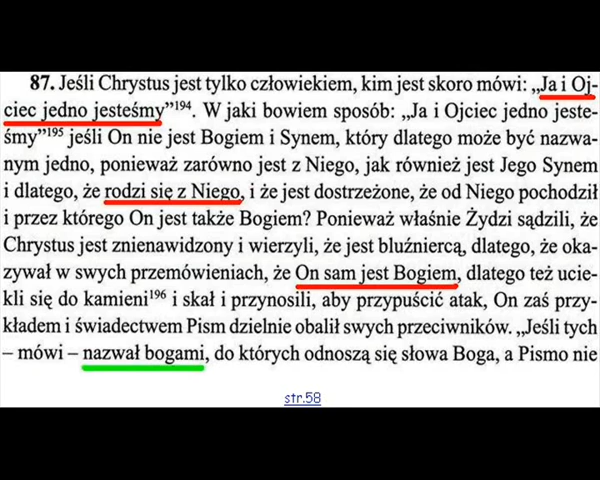 87. Jeśli Chrystus jest tylko człowiekiem, kim jest skoro mówi: „Ja i Oj-
ciec jedno jesteśmy”194. W jaki bowiem sposób: „Ja i Ojciec jedno jeste-
śmy”195 jeśli On nie jest Bogiem i Synem, który dlatego może być nazwa-
nym jedno, ponieważ zarówno jest z Niego, jak również jest Jego Synem
i dlatego, że rodzi się z Niego, i że jest dostrzeżone, że od Niego pochodził
i przez którego On jest także Bogiem? Ponieważ właśnie Żydzi sądzili, że
Chrystus jest znienawidzony i wierzyli, że jest bluźniercą, dlatego, że oka-
zywał w swych przemówieniach, że On sam jest Bogiem, dlatego też ucie-
kli się do kamieni196 i skał i przynosili, aby przypuścić atak, On zaś przy-
kładem i świadectwem Pism dzielnie obalił swych przeciwników. „Jeśli tych
– mówi – nazwał bogami, do których odnoszą się słowa Boga, a Pismo nie
str.58